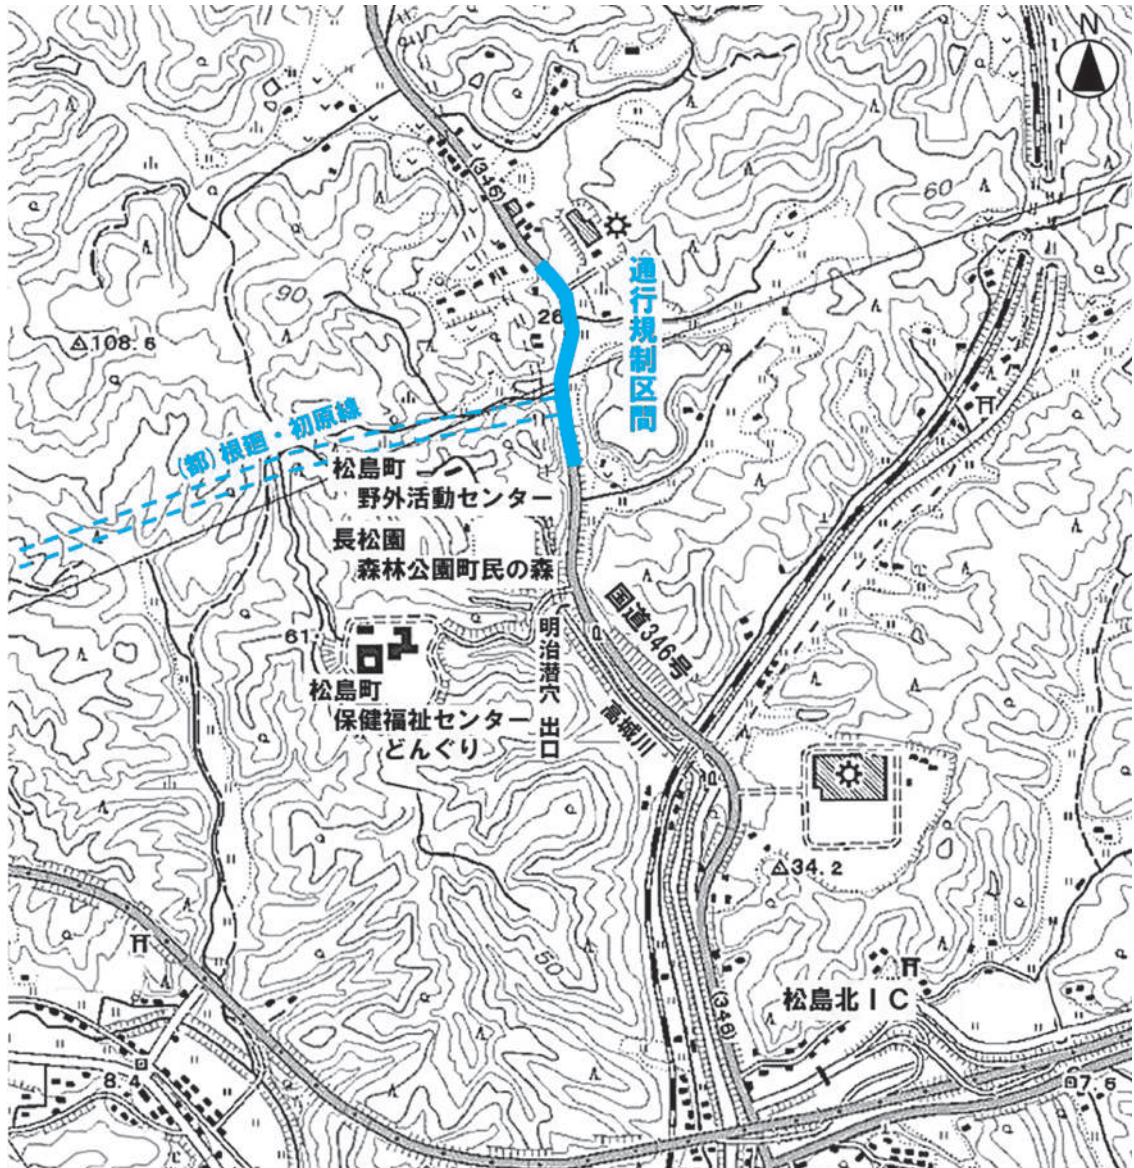 N
(346)
60
通行規制区間
90
26
108.6
(都)根廻・初原線
松島町
野外活動センター
長松園
森林公園町民の森
国道346号
61
明治潜穴 出口
松島町
保健福祉センター
どんぐり
高城川
34.2
50
松島北IC
(346)
8.4
7.6